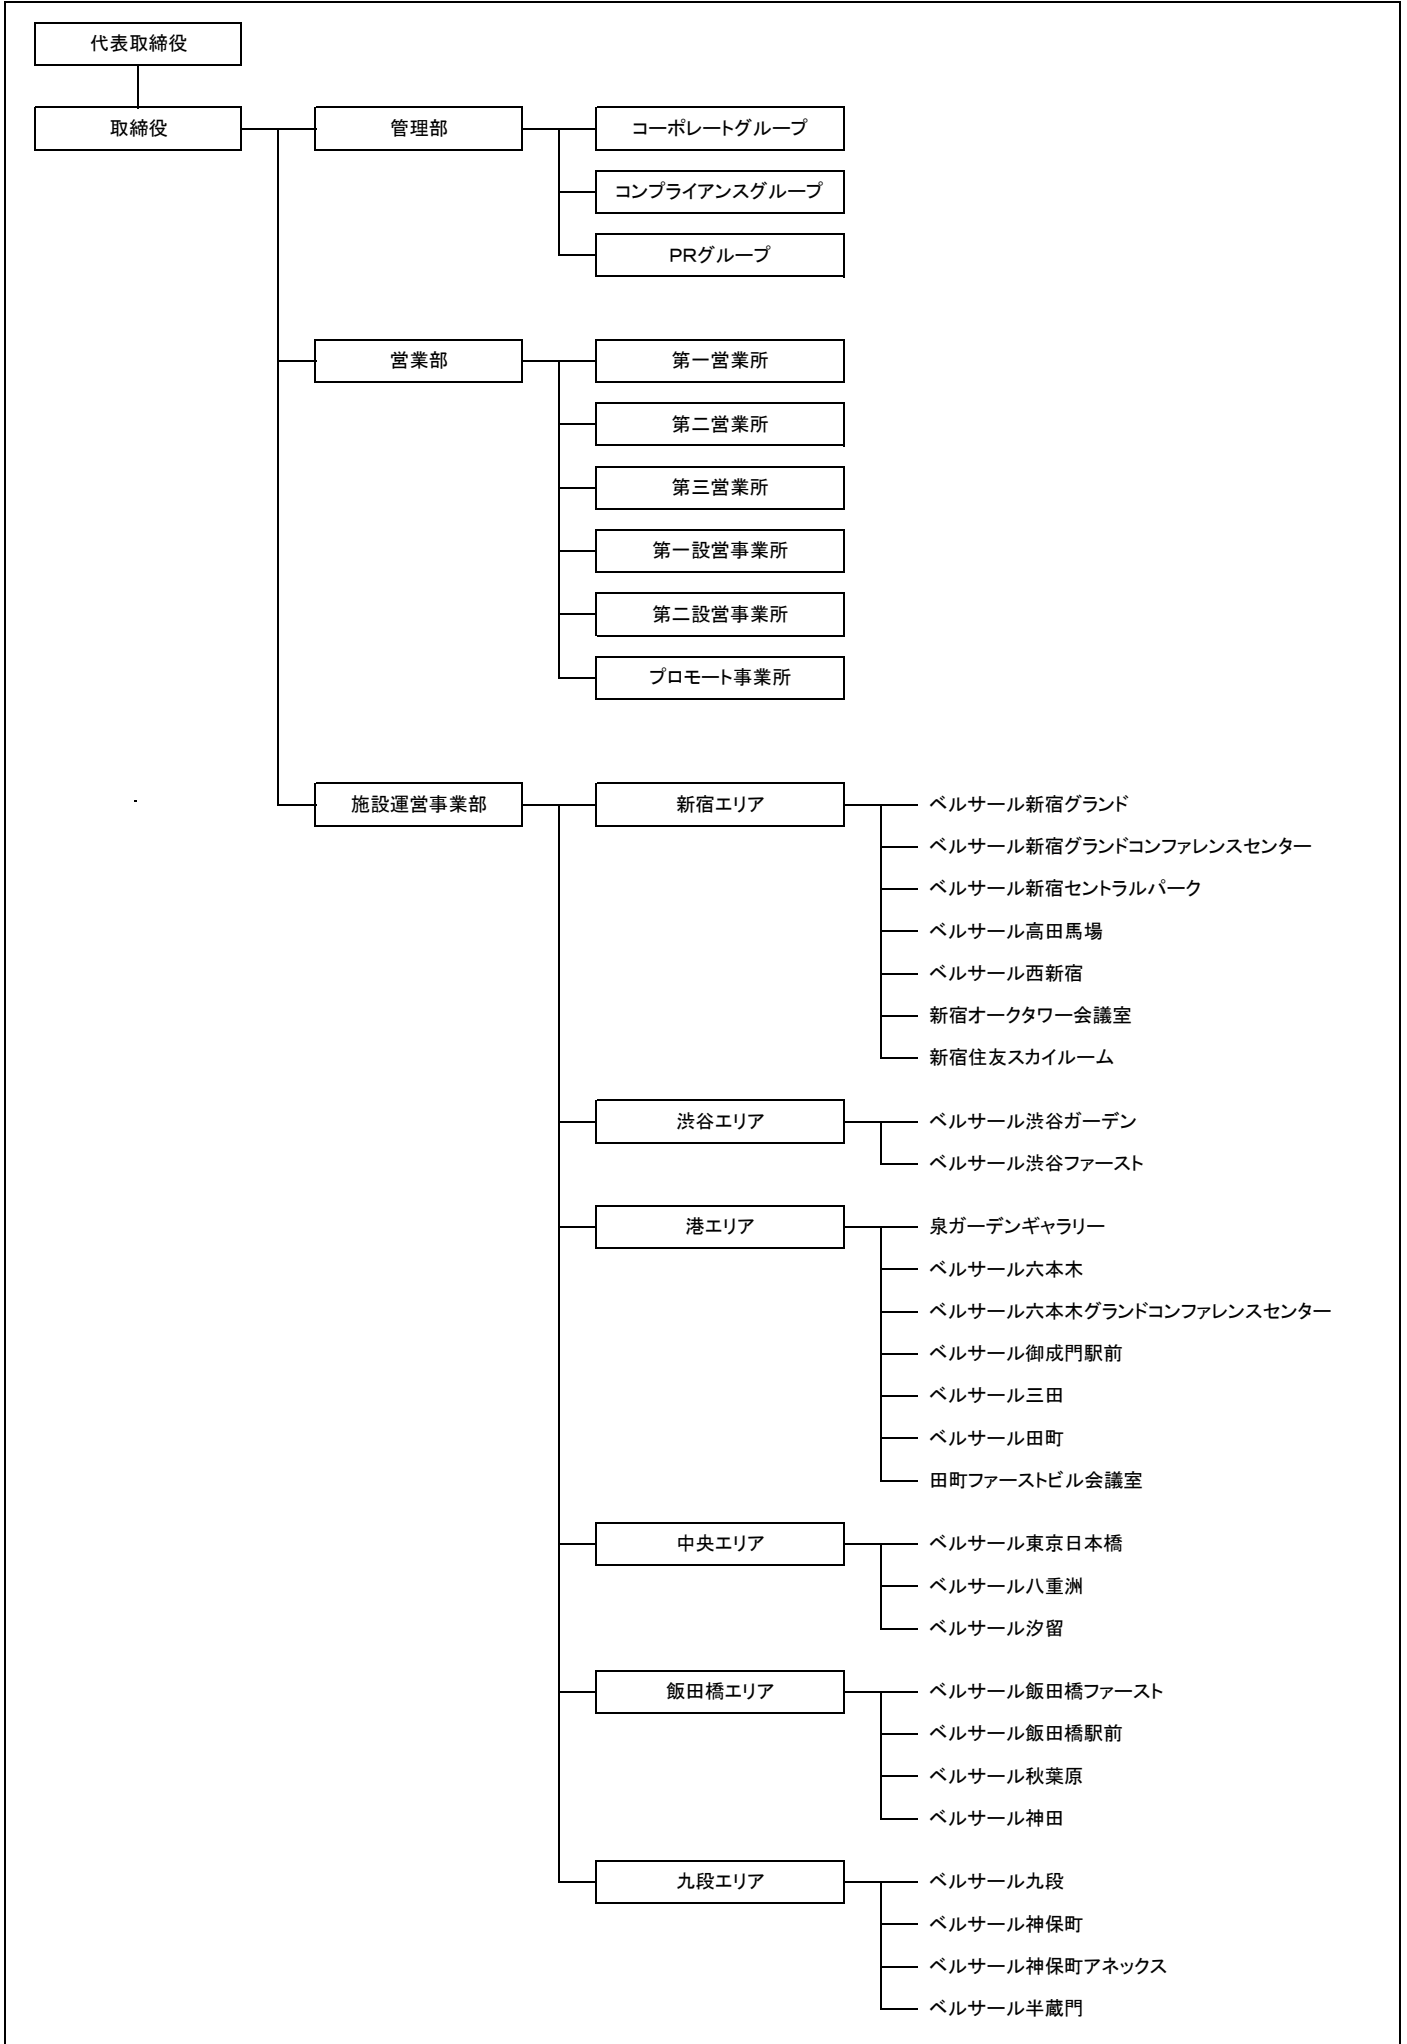 代表取締役
取締役
管理部
コーポレートグループ
コンプライアンスグループ
PRグループ
営業部
第一営業所
第二営業所
第三営業所
第一設営事業所
第二設営事業所
プロモート事業所
施設運営事業部
新宿エリア
ベルサール新宿グランド
ベルサール新宿グランドコンファレンスセンター
ベルサール新宿セントラルパーク
ベルサール高田馬場
ベルサール西新宿
新宿オークタワー会議室
新宿住友スカイルーム
渋谷エリア
ベルサール渋谷ガーデン
ベルサール渋谷ファースト
港エリア
泉ガーデンギャラリー
ベルサール六本木
ベルサール六本木グランドコンファレンスセンター
ベルサール御成門駅前
ベルサール三田
ベルサール田町
田町ファーストビル会議室
中央エリア
ベルサール東京日本橋
ベルサール八重洲
ベルサール汐留
飯田橋エリア
ベルサール飯田橋ファースト
ベルサール飯田橋駅前
ベルサール秋葉原
ベルサール神田
九段エリア
ベルサール九段
ベルサール神保町
ベルサール神保町アネックス
ベルサール半蔵門